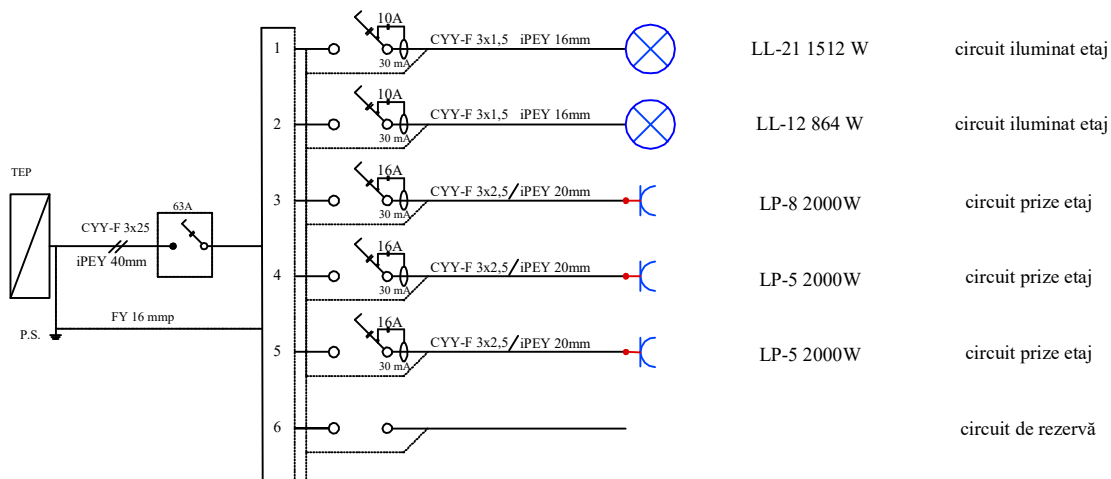 10A
1
CYY-F 3x1,5 iPEY 16mm
30 mA
LL-21 1512 W
circuit iluminat etaj
10A
2
CYY-F 3x1,5 iPEY 16mm
30 mA
LL-12 864 W
circuit iluminat etaj
TEP
63A
CYY-F 3x25
iPEY 40mm
FY 16 mmp
P.S.
16A
3
CYY-F 3x2,5 iPEY 20mm
30 mA
LP-8 2000W
circuit prize etaj
16A
4
CYY-F 3x2,5 iPEY 20mm
30 mA
LP-5 2000W
circuit prize etaj
16A
5
CYY-F 3x2,5 iPEY 20mm
30 mA
LP-5 2000W
circuit prize etaj
6
circuit de rezervă